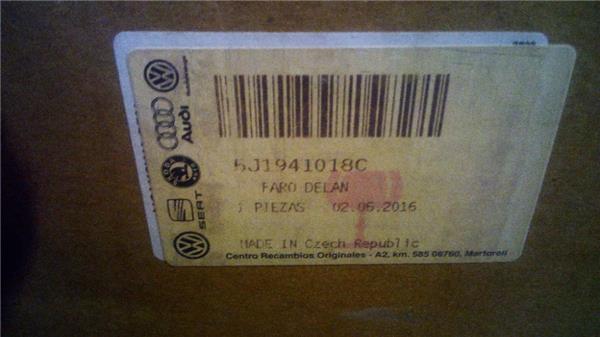 Audi
SEAT
5J1941018C
FARO DELAN
1 PIEZAS 02.06.2016
MADE IN Czech Republic
Centro Recambios Originales - A2, km. 585 08760, Martorell